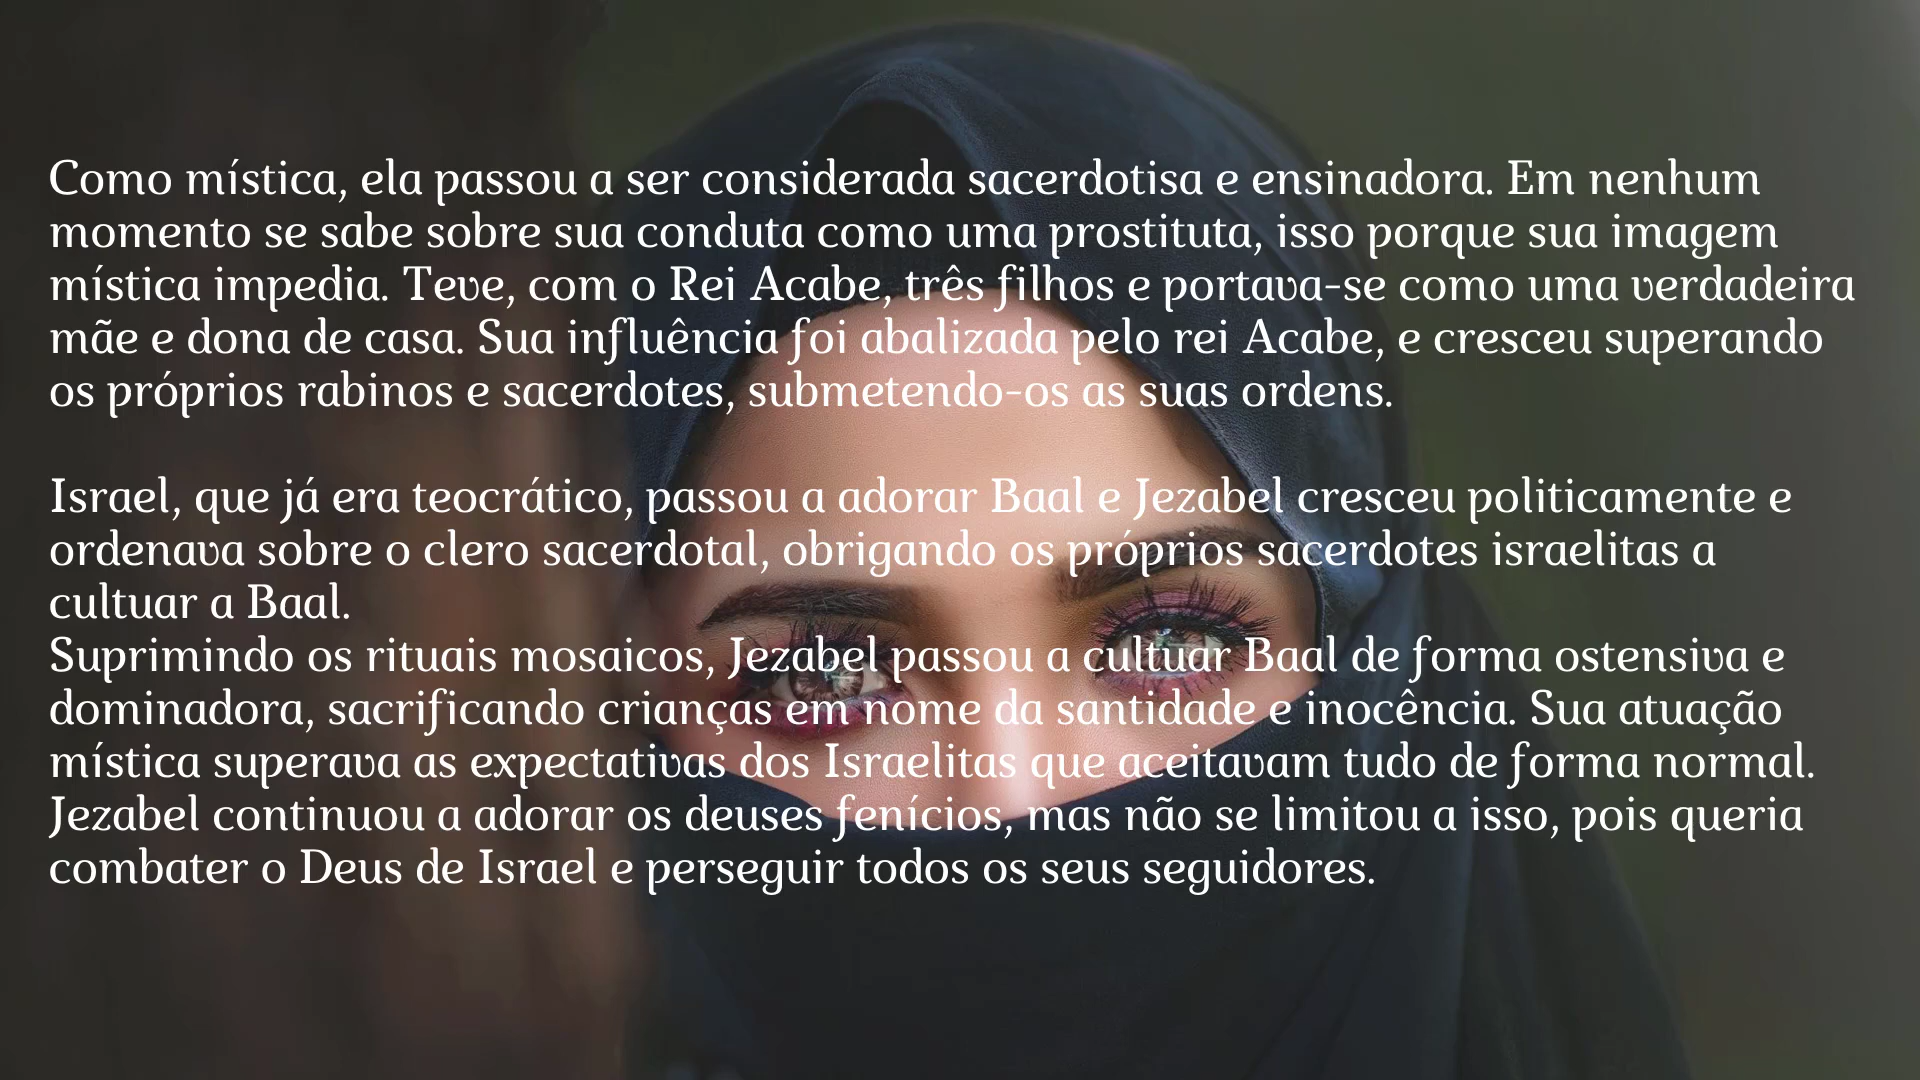 Como mística, ela passou a ser considerada sacerdotisa e ensinadora. Em nenhum
momento se sabe sobre sua conduta como uma prostituta, isso porque sua imagem
mística impedia. Teve, com o Rei Acabe, três filhos e portava-se como uma verdadeira
mãe e dona de casa. Sua influência foi abalizada pelo rei Acabe, e cresceu superando
os próprios rabinos e sacerdotes, submetendo-os as suas ordens.
Israel, que já era teocrático, passou a adorar Baal e Jezabel cresceu politicamente e
ordenava sobre o clero sacerdotal, obrigando os próprios sacerdotes israelitas a
cultuar a Baal.
Suprimindo os rituais mosaicos, Jezabel passou a cultuar Baal de forma ostensiva e
dominadora, sacrificando crianças em nome da santidade e inocência. Sua atuação
mística superava as expectativas dos Israelitas que aceitavam tudo de forma normal.
Jezabel continuou a adorar os deuses fenícios, mas não se limitou a isso, pois queria
combater o Deus de Israel e perseguir todos os seus seguidores.